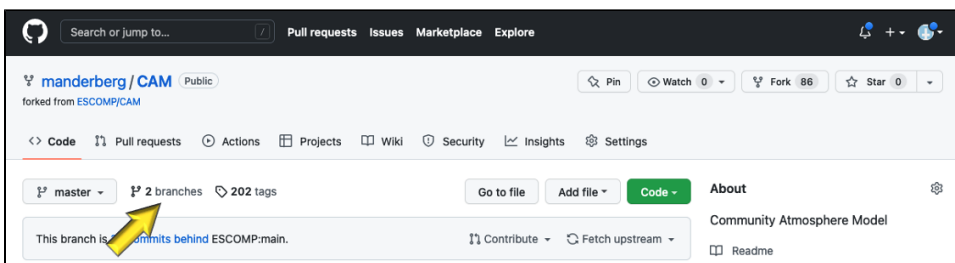 Search or jump to... / Pull requests Issues Marketplace Explore
manderberg / CAM Public Pin Watch 0 Fork 86 Star 0
forked from ESCOMP/CAM
Code Pull requests Actions Projects Wiki Security Insights Settings
master 2 branches 202 tags Go to file Add file Code About
Community Atmosphere Model
This branch is commits behind ESCOMP:main. Contribute Fetch upstream
Readme